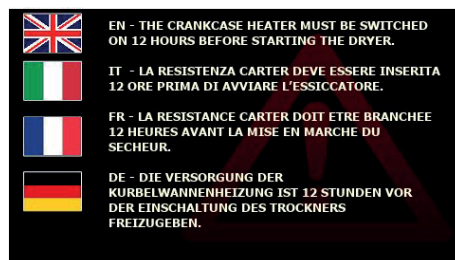 EN - THE CRANKCASE HEATER MUST BE SWITCHED
ON 12 HOURS BEFORE STARTING THE DRYER.
IT - LA RESISTENZA CARTER DEVE ESSERE INSERITA
12 ORE PRIMA DI AVVIARE L'ESSICCATORE.
FR - LA RESISTANCE CARTER DOIT ETRE BRANCHEE
12 HEURES AVANT LA MISE EN MARCHE DU
SECHEUR.
DE - DIE VERSORGUNG DER
KURBELWANNENHEIZUNG IST 12 STUNDEN VOR
DER EINSCHALTUNG DES TROCKNERS
FREIZUGEBEN.